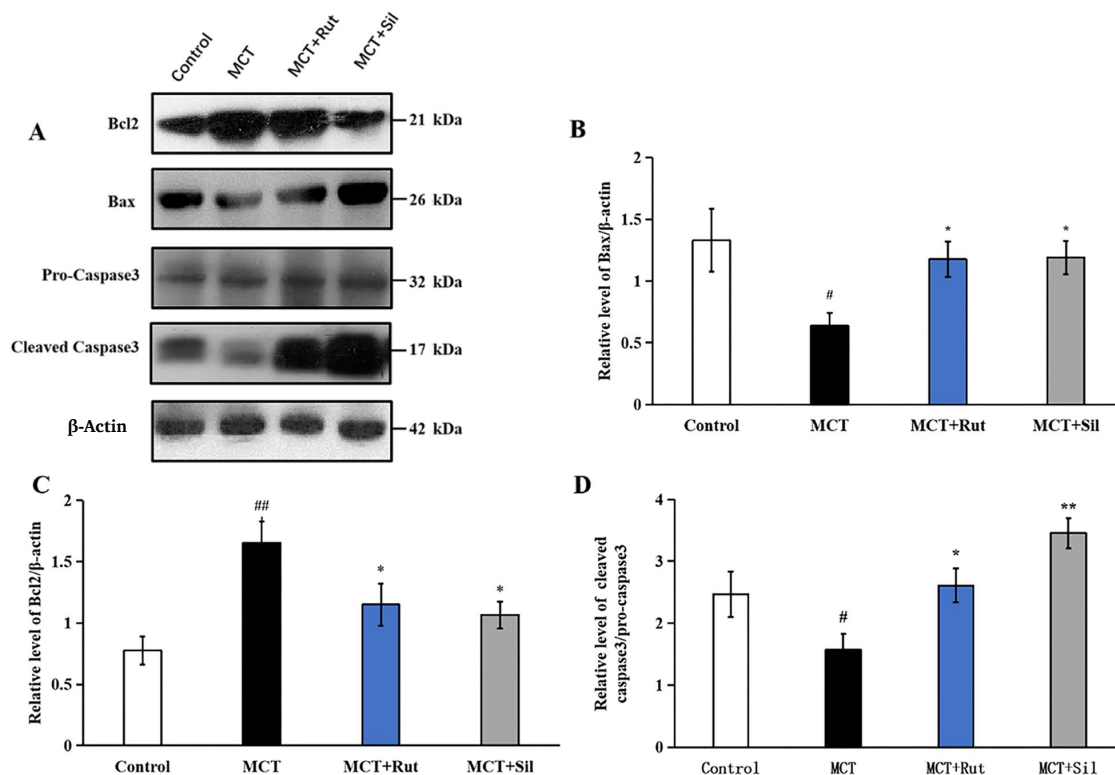 Control MCT MCT+Rut MCT+Sil
A
Bcl2 21 kDa
Bax 26 kDa
Pro-Caspase3 32 kDa
Cleaved Caspase3 17 kDa
β-Actin 42 kDa
B
Relative level of Bax/β-actin
2
1.5
1
0.5
0
#
*
*
Control MCT MCT+Rut MCT+Sil
C
Relative level of Bcl2/β-actin
2
1.5
1
0.5
0
##
*
*
Control MCT MCT+Rut MCT+Sil
D
Relative level of cleaved
caspase3/pro-caspase3
4
3
2
1
0
#
*
**
Control MCT MCT+Rut MCT+Sil